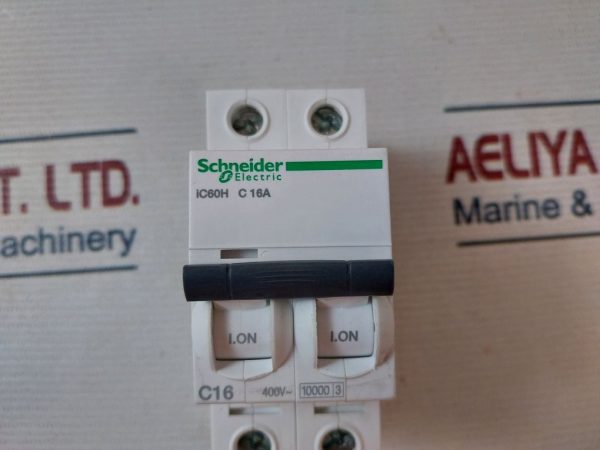 Schneider
Electric
iC60H C 16A
I.ON I.ON
C16 400V~ 10000 3
T. LTD.
achinery
AELIYA
Marine &